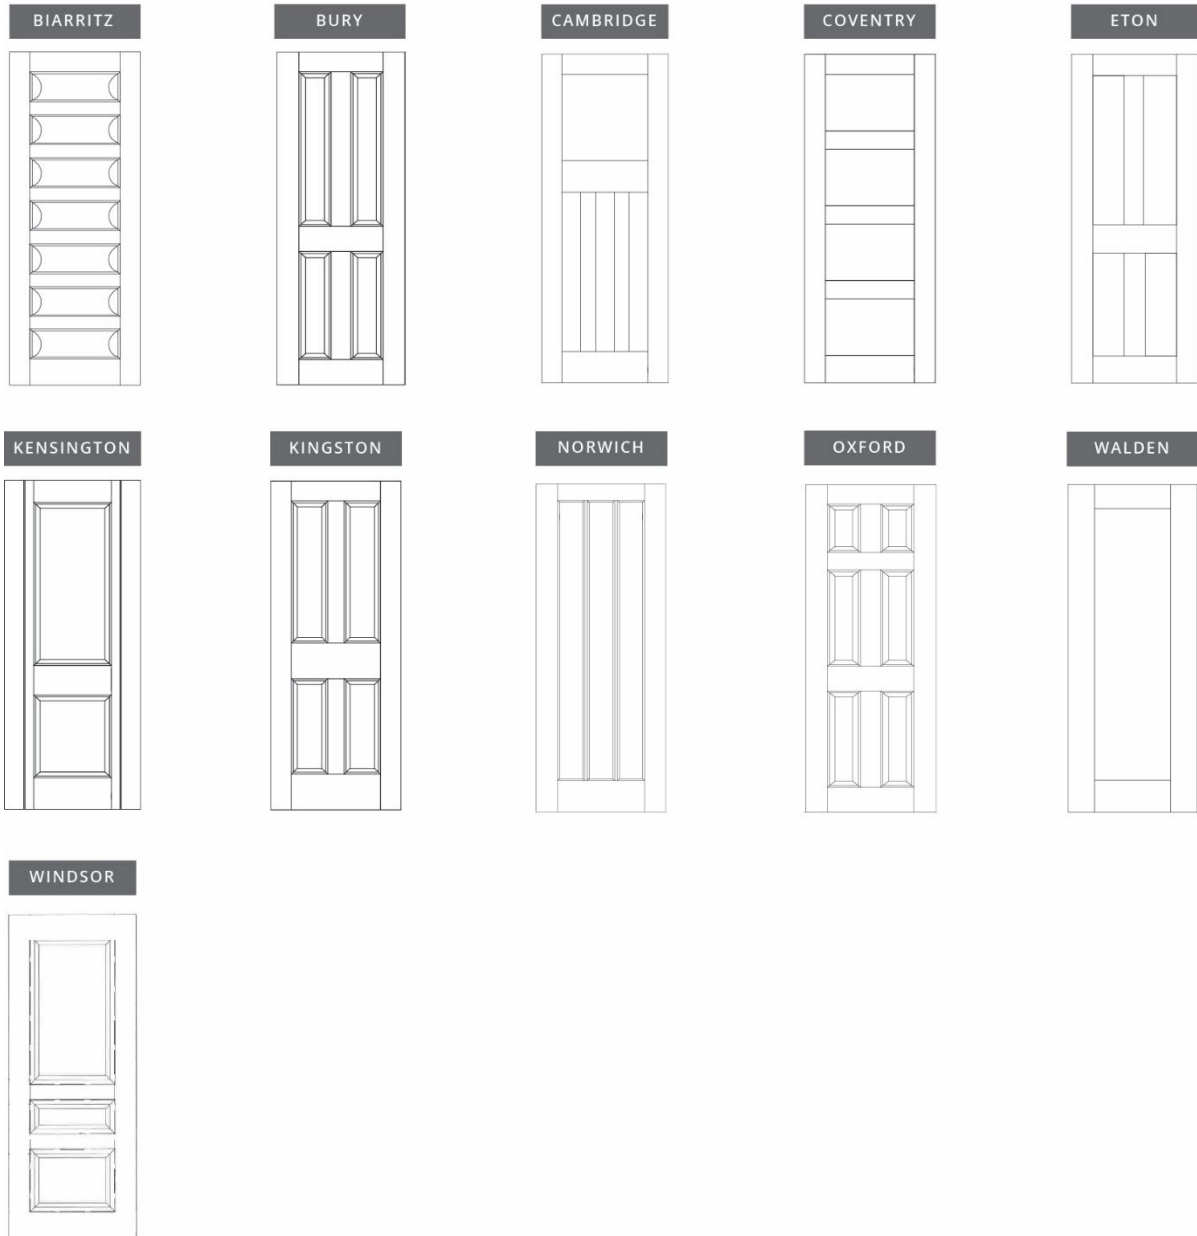 BIARRITZ
BURY
CAMBRIDGE
COVENTRY
ETON
KENSINGTON
KINGSTON
NORWICH
OXFORD
WALDEN
WINDSOR